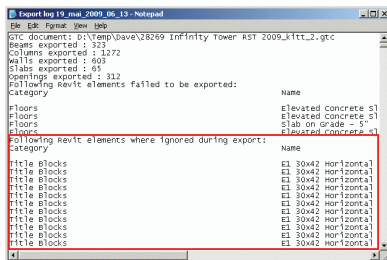 Export log 19_mai_2009_06_13 - Notepad
File Edit Format View Help
GTC document: D:\Temp\Dave\28269 Infinity Tower RST 2009_kitt_2.gtc
Beams exported : 323
Columns exported : 1272
Walls exported : 603
Slabs exported : 65
Openings exported : 312
Following Revit elements failed to be exported:
Category Name
Floors Elevated Concrete Sl
Floors Elevated Concrete Sl
Floors Slab on Grade - 5"
Floors Elevated Concrete Sl
Following Revit elements where ignored during export:
Category Name
Title Blocks E1 30x42 Horizontal
Title Blocks E1 30x42 Horizontal
Title Blocks E1 30x42 Horizontal
Title Blocks E1 30x42 Horizontal
Title Blocks E1 30x42 Horizontal
Title Blocks E1 30x42 Horizontal
Title Blocks E1 30x42 Horizontal
Title Blocks E1 30x42 Horizontal
Title Blocks E1 30x42 Horizontal
Title Blocks E1 30x42 Horizontal
Title Blocks E1 30x42 Horizontal